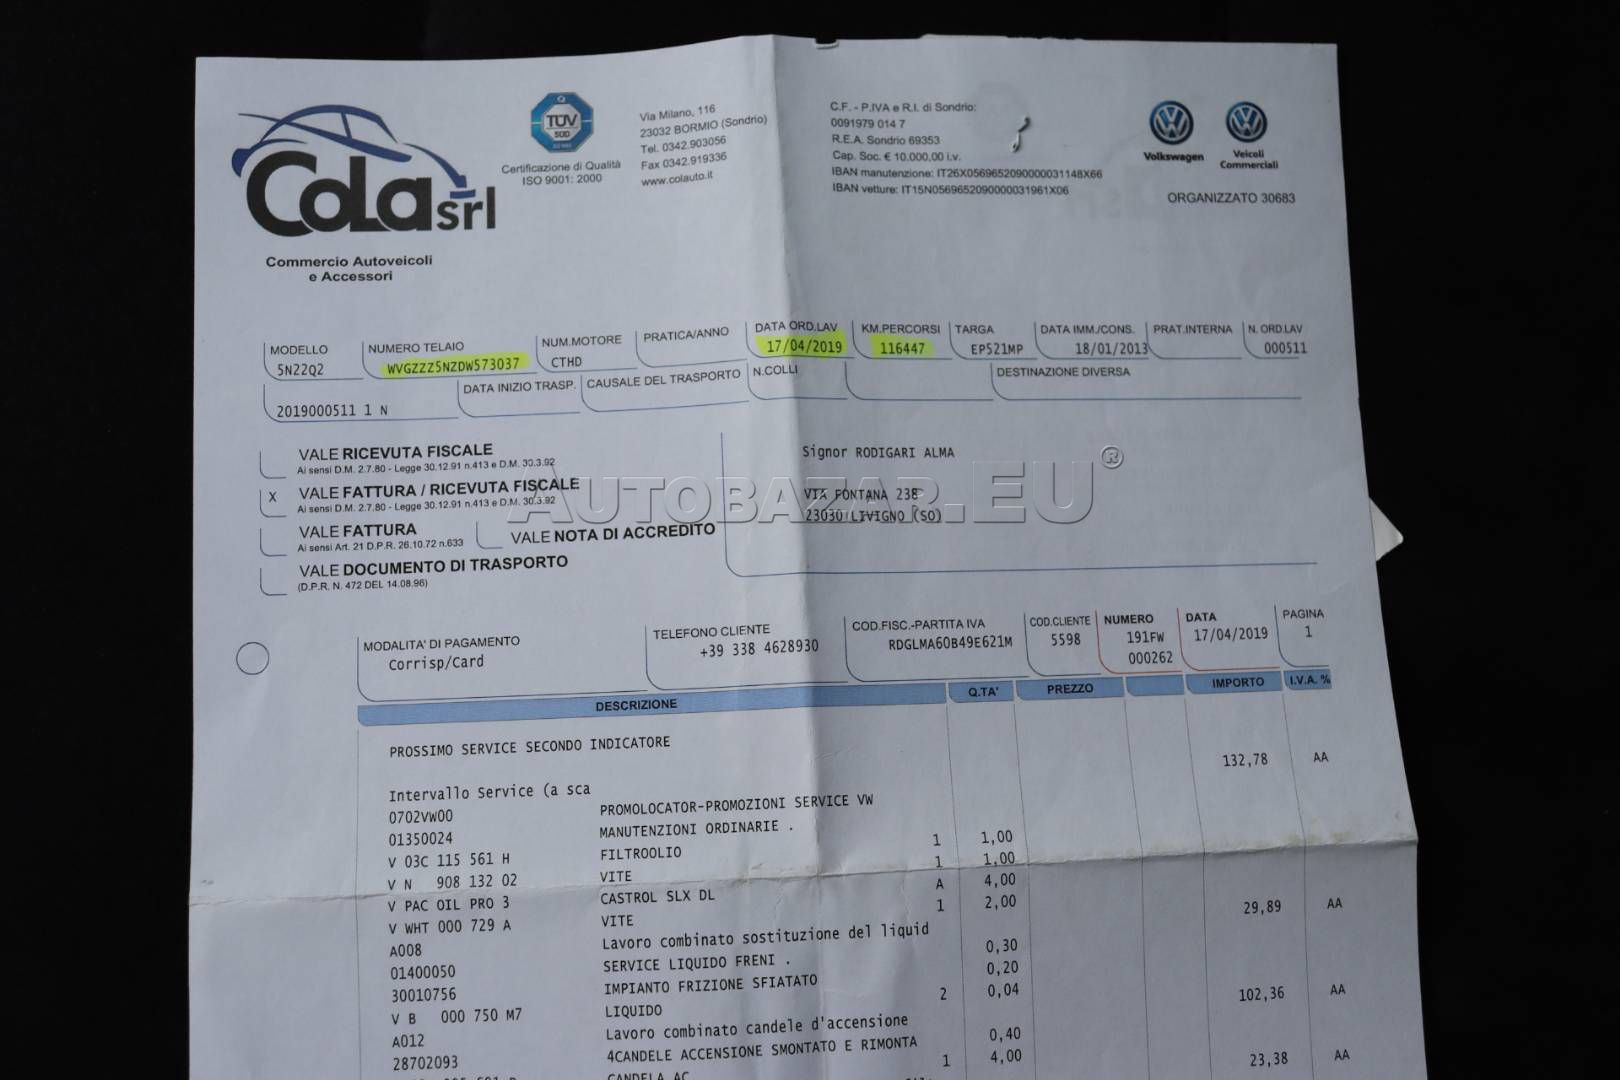 CoLa srl
Commercio Autoveicoli
e Accessori
TÜV
SÜD
Certificazione di Qualità
ISO 9001: 2000
Via Milano, 116
23032 BORMIO (Sondrio)
Tel. 0342.903056
Fax 0342.919336
www.colauto.it
C.F. - P.IVA e R.I. di Sondrio:
0091979 014 7
R.E.A. Sondrio 69353
Cap. Soc. € 10.000,00 i.v.
IBAN manutenzione: IT26X0569652090000031148X66
IBAN vetture: IT15N0569652090000031961X06
Volkswagen
Veicoli
Commerciali
ORGANIZZATO 30683
MODELLO
5N22Q2
NUMERO TELAIO
WVGZZZ5NZDW573037
NUM.MOTORE
CTHD
PRATICA/ANNO
DATA ORD.LAV
17/04/2019
KM.PERCORSI
116447
TARGA
EP521MP
DATA IMM./CONS.
18/01/2013
PRAT.INTERNA
N. ORD.LAV
000511
2019000511 1 N
DATA INIZIO TRASP.
CAUSALE DEL TRASPORTO
N.COLLI
DESTINAZIONE DIVERSA
VALE RICEVUTA FISCALE
Ai sensi D.M. 2.7.80 - Legge 30.12.91 n.413 e D.M. 30.3.92
X VALE FATTURA / RICEVUTA FISCALE
Ai sensi D.M. 2.7.80 - Legge 30.12.91 n.413 e D.M. 30.3.92
VALE FATTURA
Ai sensi Art. 21 D.P.R. 26.10.72 n.633
VALE NOTA DI ACCREDITO
VALE DOCUMENTO DI TRASPORTO
(D.P.R. N. 472 DEL 14.08.96)
Signor RODIGARI ALMA
VIA FONTANA 238
23030 LIVIGNO (SO)
AUTOBAZAR.EU®
MODALITA' DI PAGAMENTO
Corrisp/Card
TELEFONO CLIENTE
+39 338 4628930
COD.FISC.-PARTITA IVA
RDGLMA60B49E621M
COD.CLIENTE
5598
NUMERO
191FW
000262
DATA
17/04/2019
PAGINA
1
DESCRIZIONE Q.TA' PREZZO IMPORTO I.V.A. %
PROSSIMO SERVICE SECONDO INDICATORE
132,78 AA
Intervallo Service (a sca
0702VW00 PROMOLOCATOR-PROMOZIONI SERVICE VW
01350024 MANUTENZIONI ORDINARIE .
V 03C 115 561 H FILTROOLIO 1 1,00
V N 908 132 02 VITE 1 1,00
V PAC OIL PRO 3 CASTROL SLX DL A 4,00
V WHT 000 729 A VITE 1 2,00
A008 Lavoro combinato sostituzione del liquid 29,89 AA
01400050 SERVICE LIQUIDO FRENI . 0,30
30010756 IMPIANTO FRIZIONE SFIATATO 0,20
V B 000 750 M7 LIQUIDO 2 0,04
A012 Lavoro combinato candele d'accensione 102,36 AA
28702093 4CANDELE ACCENSIONE SMONTATO E RIMONTA 0,40
CANDELA AC 1 4,00
23,38 AA